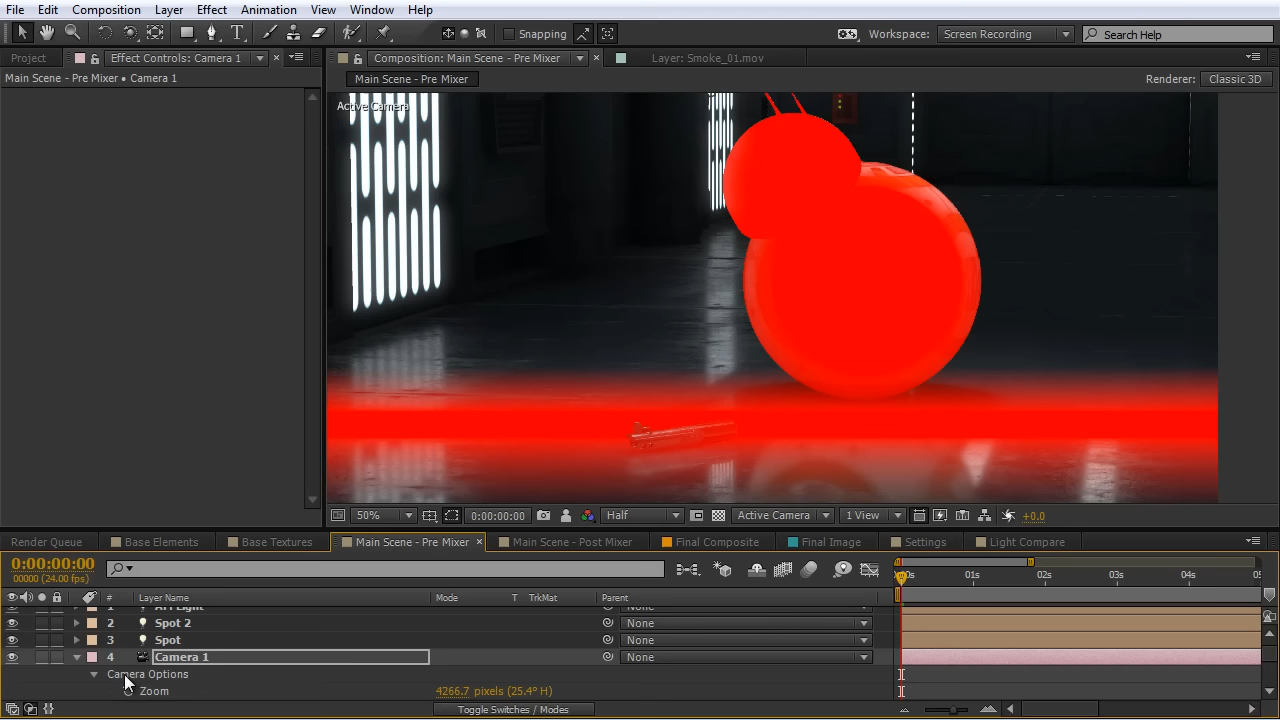 File Edit Composition Layer Effect Animation View Window Help
Snapping Workspace: Screen Recording Search Help
Project Effect Controls: Camera 1 Composition: Main Scene - Pre Mixer Layer: Smoke_01.mov
Main Scene - Pre Mixer • Camera 1 Main Scene - Pre Mixer Renderer: Classic 3D
Active Camera
50% 0:00:00:00 Half Active Camera 1 View +0.0
Render Queue Base Elements Base Textures Main Scene - Pre Mixer Main Scene - Post Mixer Final Composite Final Image Settings Light Compare
0:00:00:00
00000 (24.00 fps)
01s 02s 03s 04s
# Layer Name Mode T TrkMat Parent
2 Spot 2 None
3 Spot None
4 Camera 1 None
Camera Options
Zoom 4266.7 pixels (25.4° H)
Toggle Switches / Modes